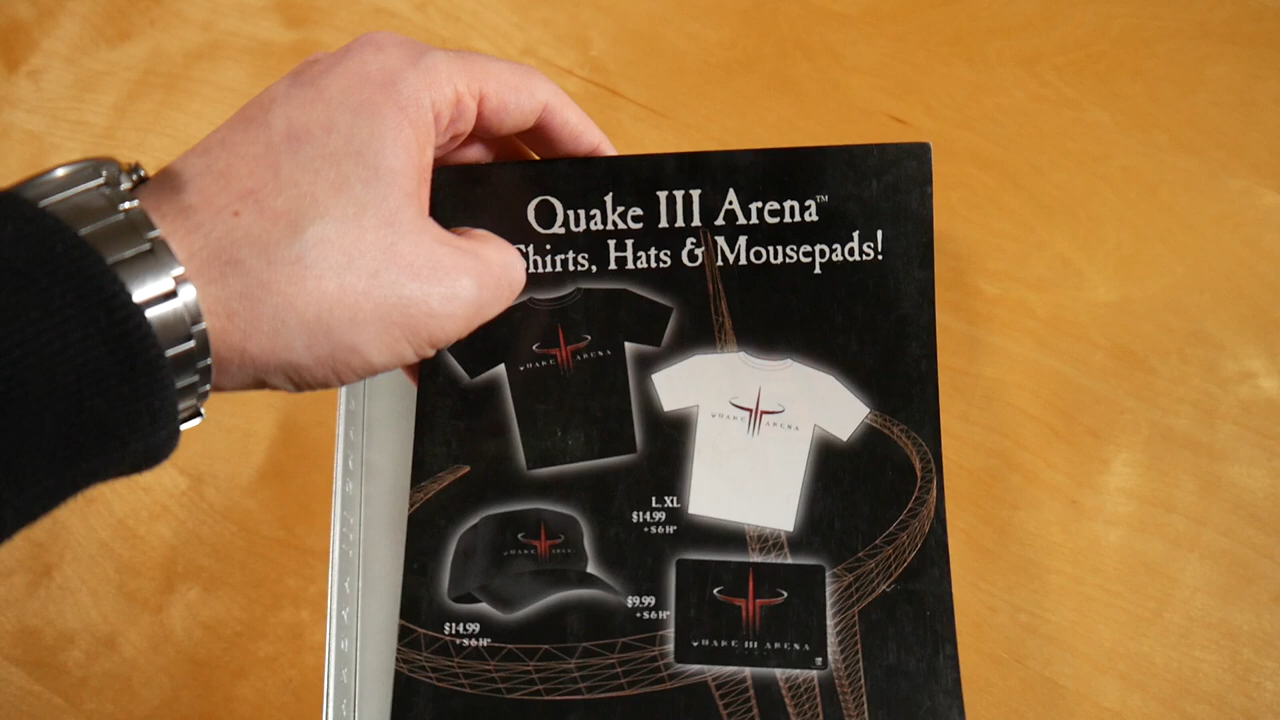 Quake III Arena™
Shirts, Hats & Mousepads!
QUAKE ARENA
QUAKE ARENA
L, XL
$14.99
+ S&H*
QUAKE ARENA
$9.99
+ S&H*
$14.99
+ S&H*
QUAKE III ARENA